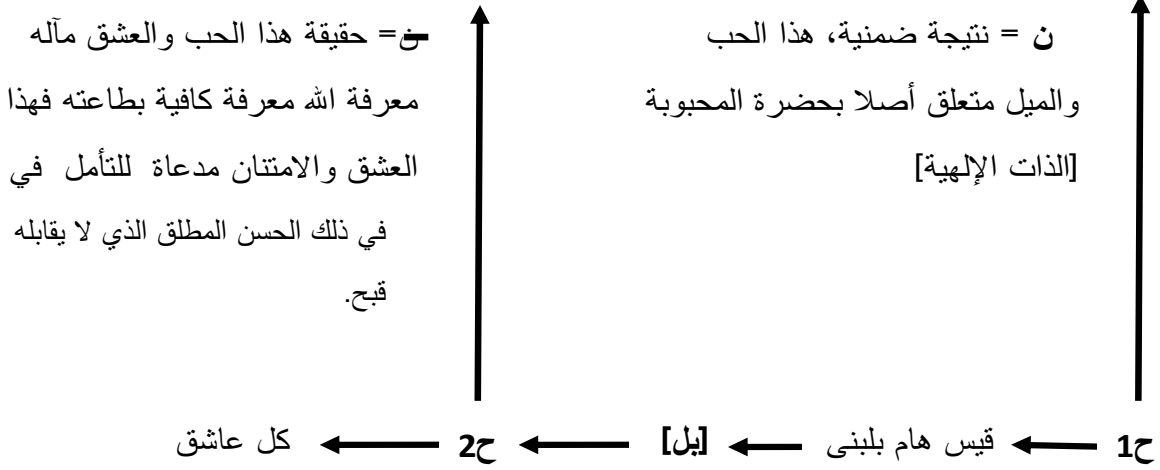 ن = نتيجة ضمنية، هذا الحب
والميل متعلق أصلا بحضرة المحبوبة
[الذات الإلهية]
ن= حقيقة هذا الحب والعشق مآله
معرفة الله معرفة كافية بطاعته فهذا
العشق والامتنان مدعاة للتأمل في
في ذلك الحسن المطلق الذي لا يقابله
قبح.
ح1 قيس هام بلبنى [بل] ح2 كل عاشق